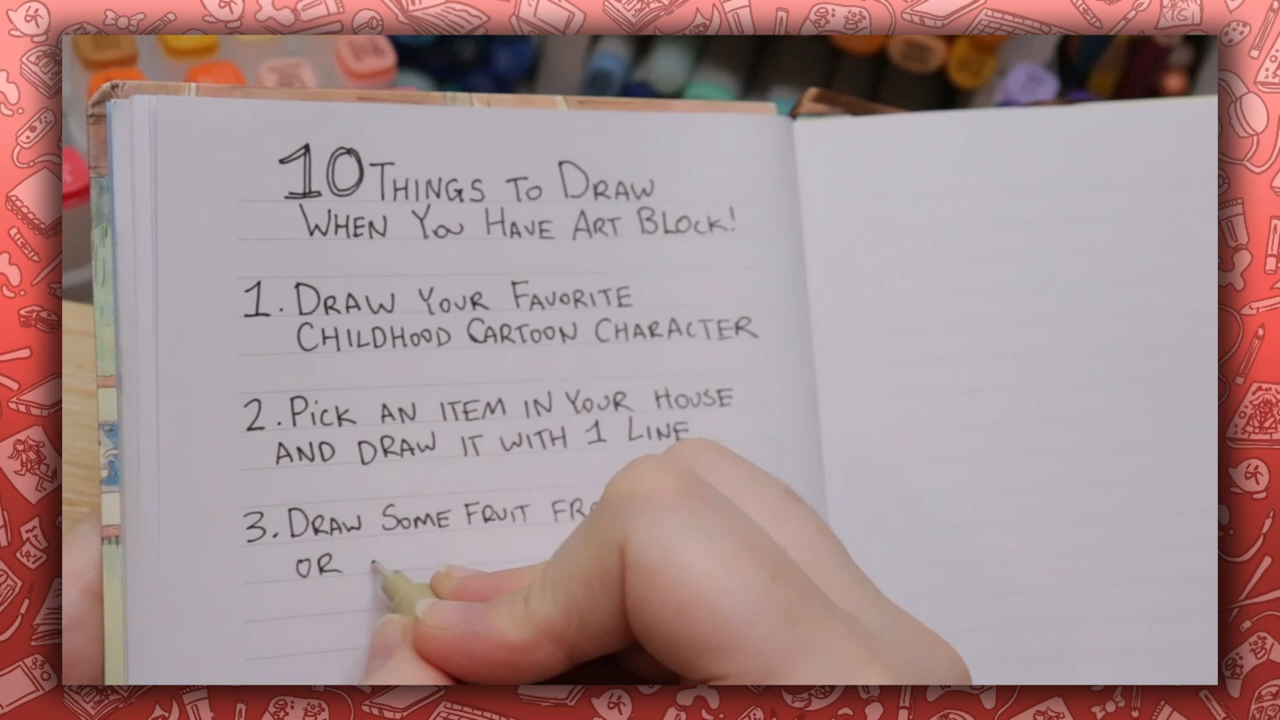 10 THINGS TO DRAW
WHEN YOU HAVE ART BLOCK!
1. DRAW YOUR FAVORITE
CHILDHOOD CARTOON CHARACTER
2. PICK AN ITEM IN YOUR HOUSE
AND DRAW IT WITH 1 LINE
3. DRAW SOME FRUIT
OR